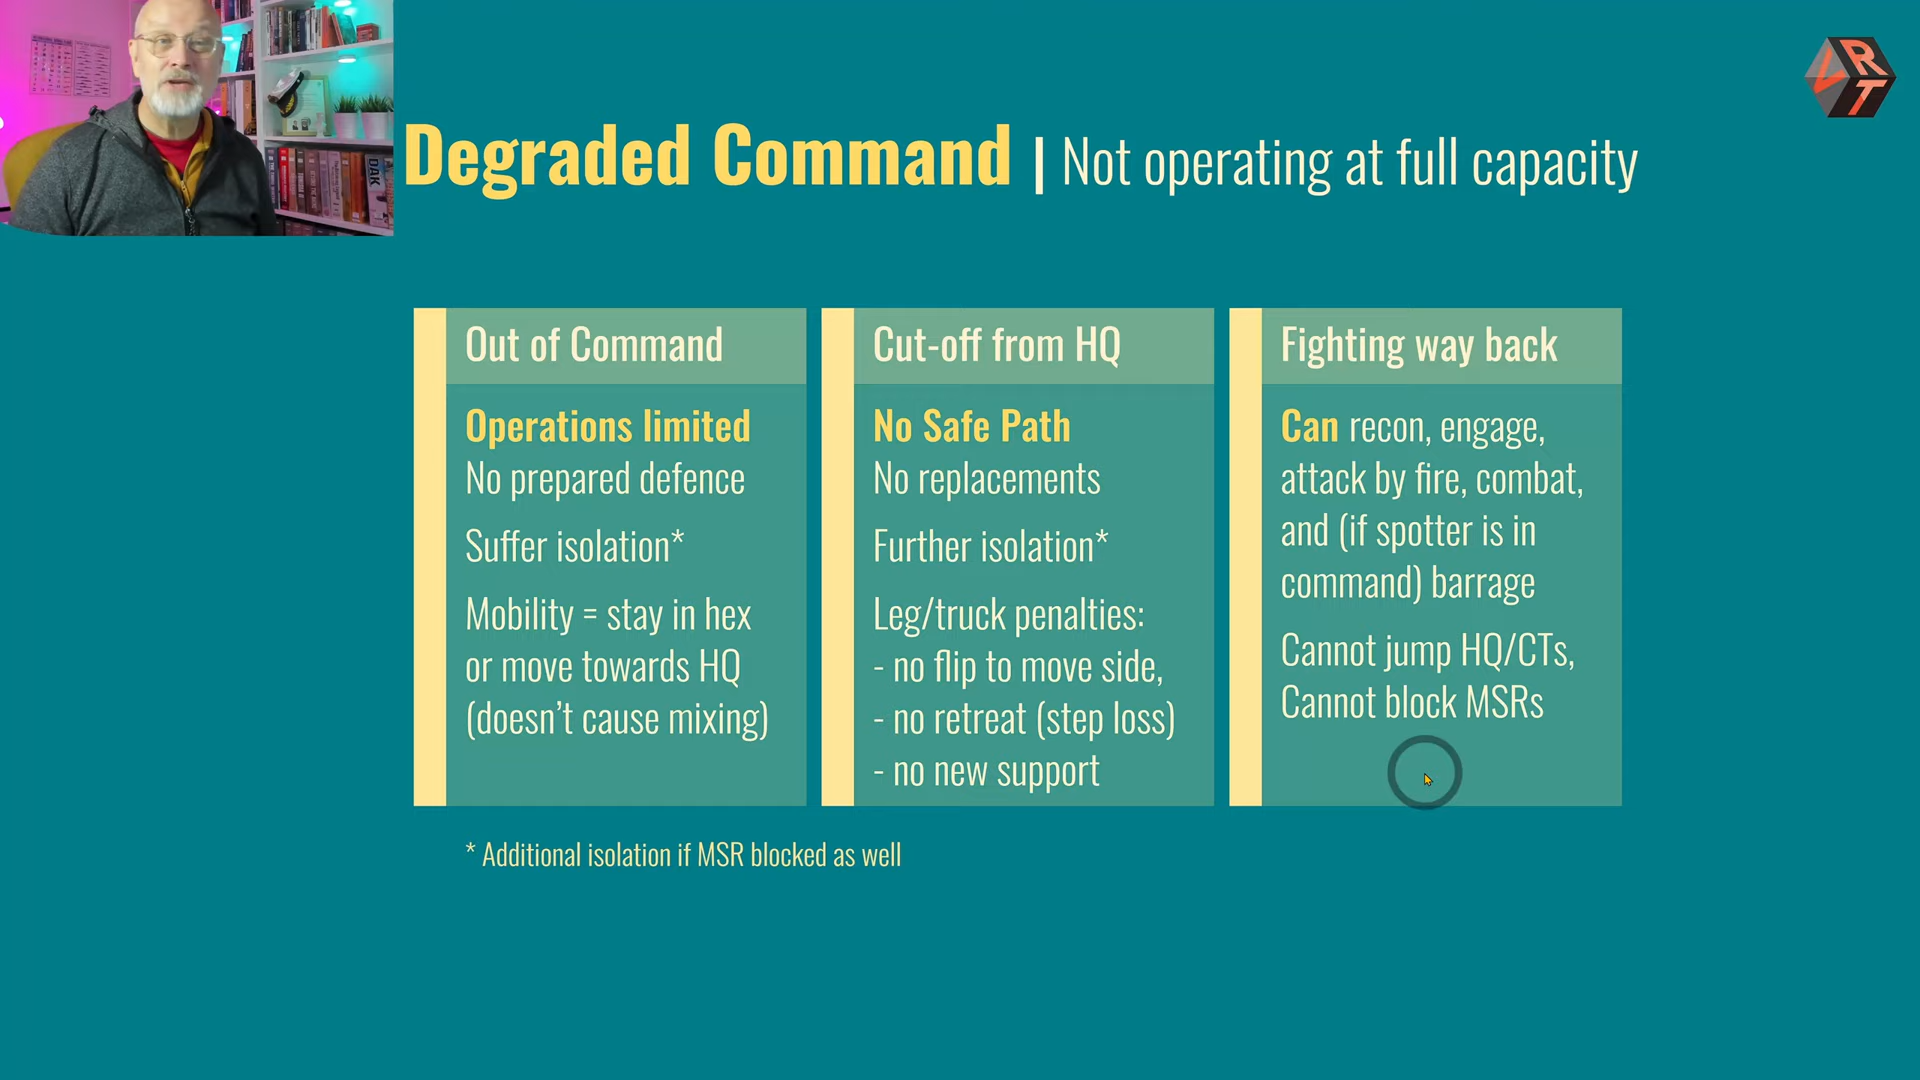 Degraded Command | Not operating at full capacity
Out of Command
Operations limited
No prepared defence
Suffer isolation*
Mobility = stay in hex
or move towards HQ
(doesn't cause mixing)
Cut-off from HQ
No Safe Path
No replacements
Further isolation*
Leg/truck penalties:
- no flip to move side,
- no retreat (step loss)
- no new support
Fighting way back
Can recon, engage,
attack by fire, combat,
and (if spotter is in
command) barrage
Cannot jump HQ/CTs,
Cannot block MSRs
* Additional isolation if MSR blocked as well
DAK
RT